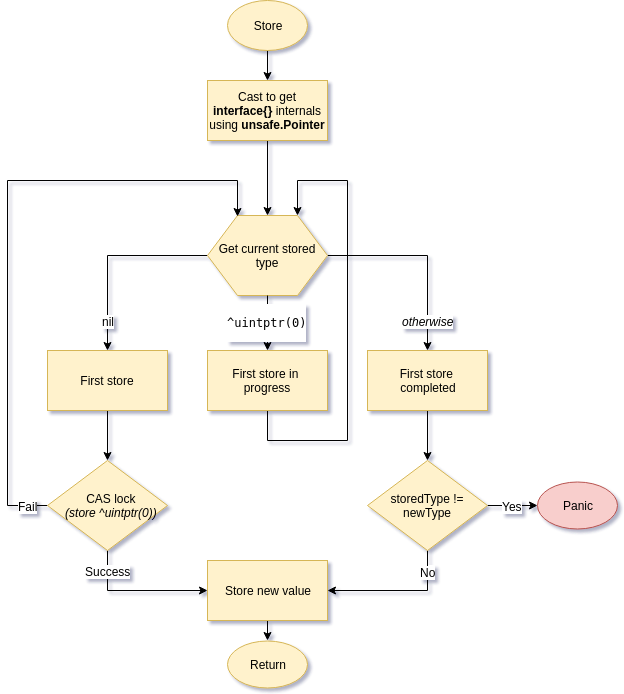 Store
Cast to get
interface{} internals
using unsafe.Pointer
Get current stored
type
nil
^uintptr(0)
otherwise
First store
First store in
progress
First store
completed
CAS lock
(store ^uintptr(0))
storedType !=
newType
Fail
Yes
Panic
Success
No
Store new value
Return